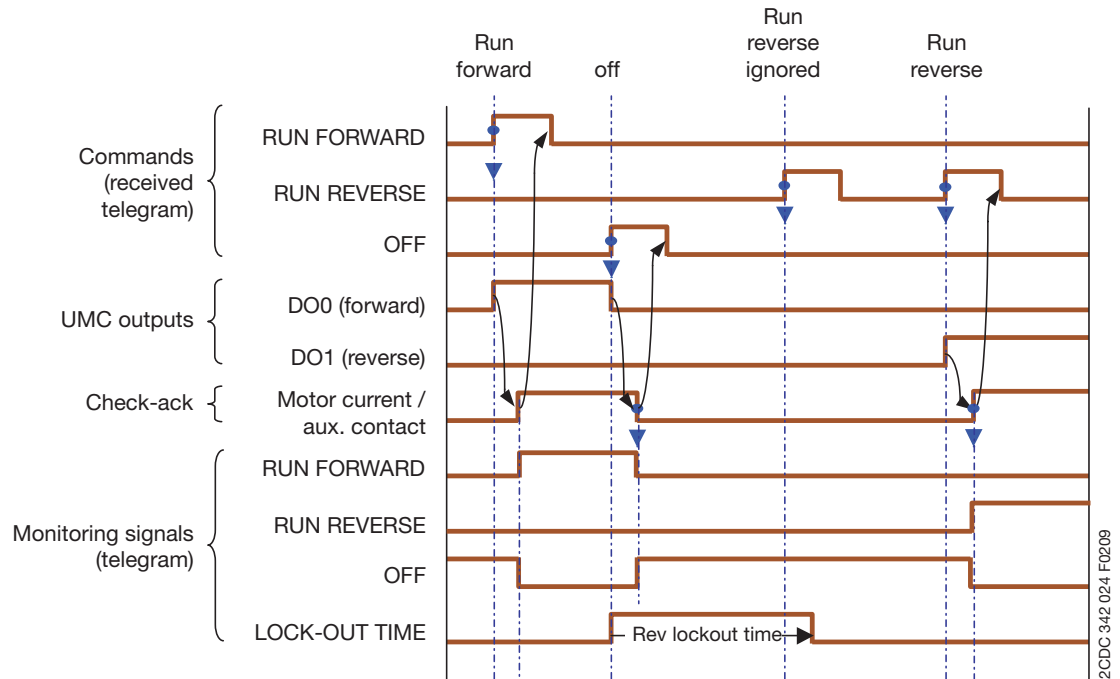 Run
forward
off
Run
reverse
ignored
Run
reverse
Commands
(received
telegram)
RUN FORWARD
RUN REVERSE
OFF
UMC outputs
DO0 (forward)
DO1 (reverse)
Check-ack
Motor current /
aux. contact
Monitoring signals
(telegram)
RUN FORWARD
RUN REVERSE
OFF
LOCK-OUT TIME
Rev lockout time
2CDC 342 024 F0209